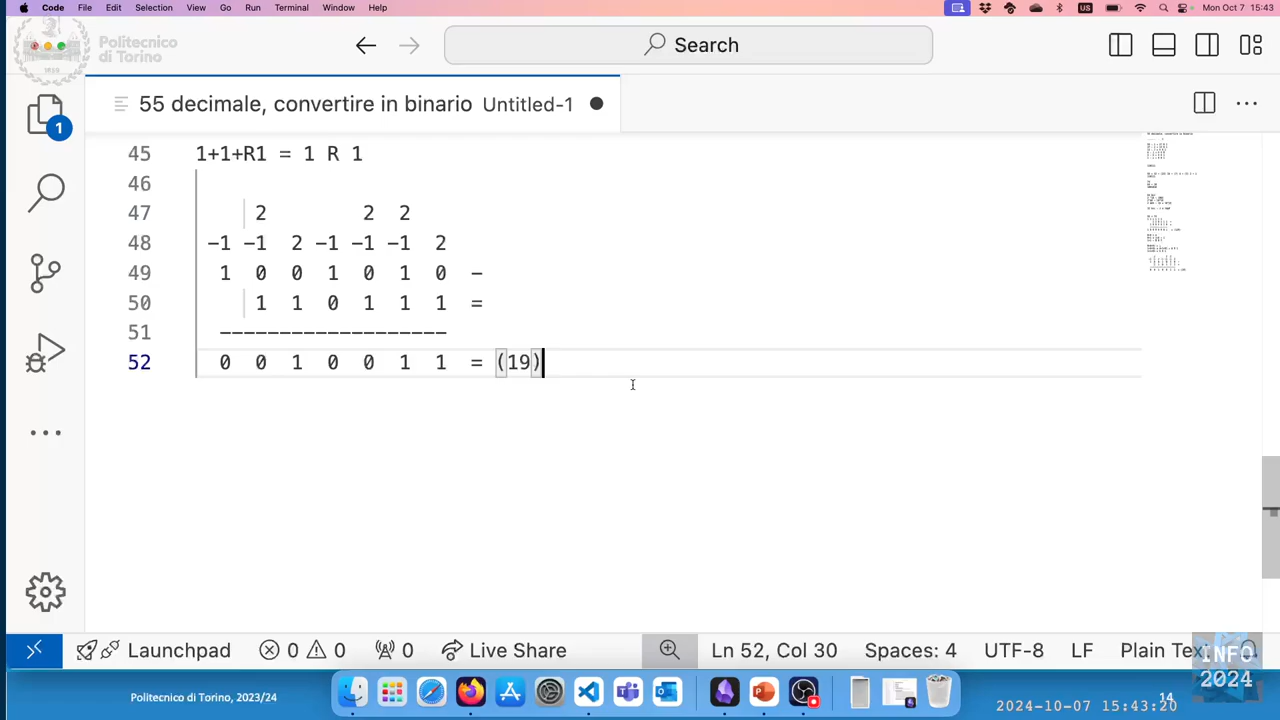 Code File Edit Selection View Go Run Terminal Window Help US Mon Oct 7 15:43
Politecnico
di Torino
Search
55 decimale, convertire in binario Untitled-1
1
45 1+1+R1 = 1 R 1
46
47 2 2 2
48 -1 -1 2 -1 -1 -1 2
49 1 0 0 1 0 1 0 -
50 1 1 0 1 1 1 =
51 -------------------
52 0 0 1 0 0 1 1 = (19)
Launchpad 0 0 0 Live Share Ln 52, Col 30 Spaces: 4 UTF-8 LF Plain Tex
INFO
2024
Politecnico di Torino, 2023/24
14
2024-10-07 15:43:20